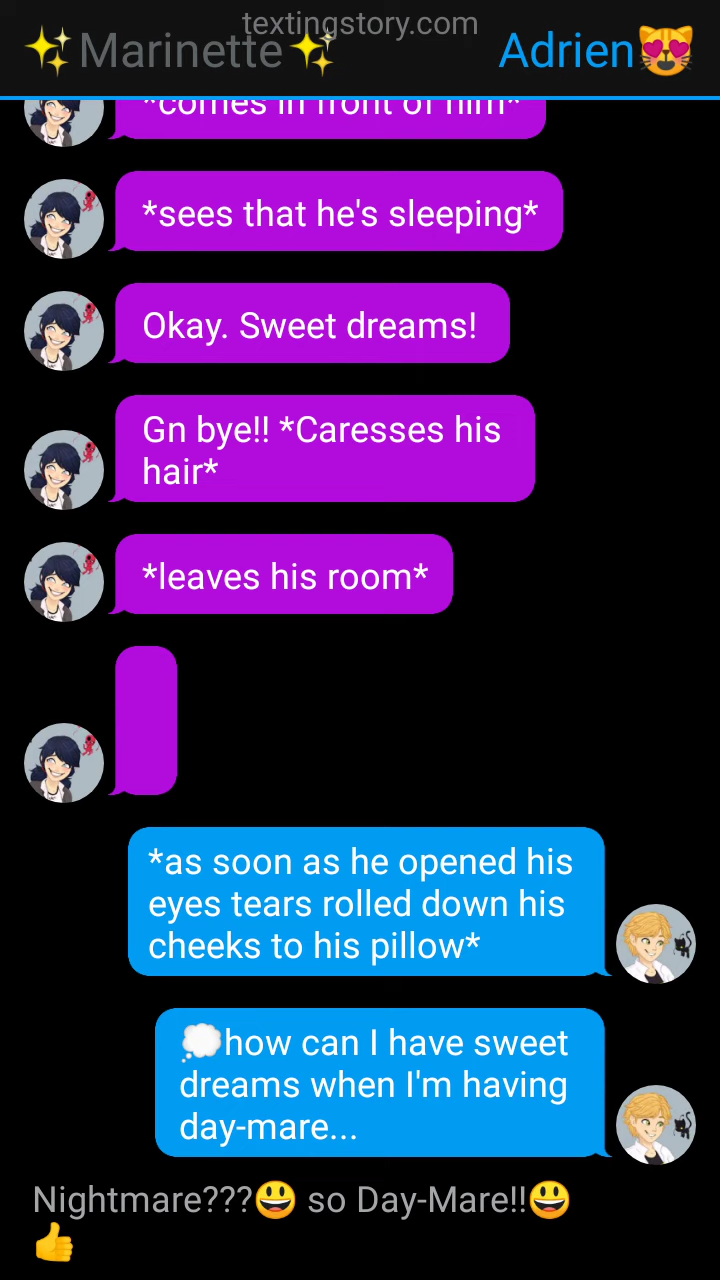 textingstory.com
✨Marinette✨ Adrien😻
*comes in front of him*
*sees that he's sleeping*
Okay. Sweet dreams!
Gn bye!! *Caresses his
hair*
*leaves his room*
*as soon as he opened his
eyes tears rolled down his
cheeks to his pillow*
💭how can I have sweet
dreams when I'm having
day-mare...
Nightmare???😃 so Day-Mare!!😃
👍